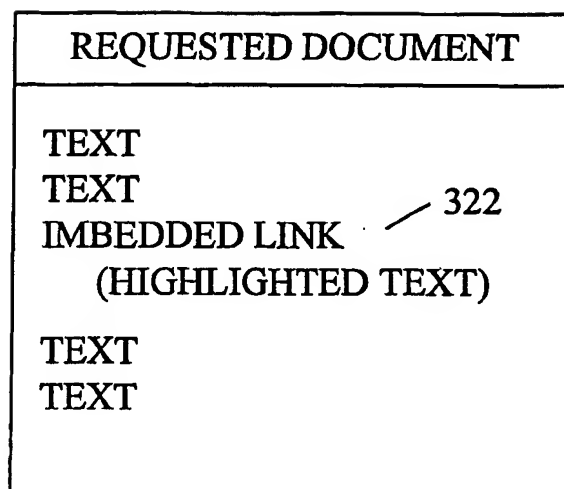 REQUESTED DOCUMENT
TEXT
TEXT
322
IMBEDDED LINK
(HIGHLIGHTED TEXT)
TEXT
TEXT